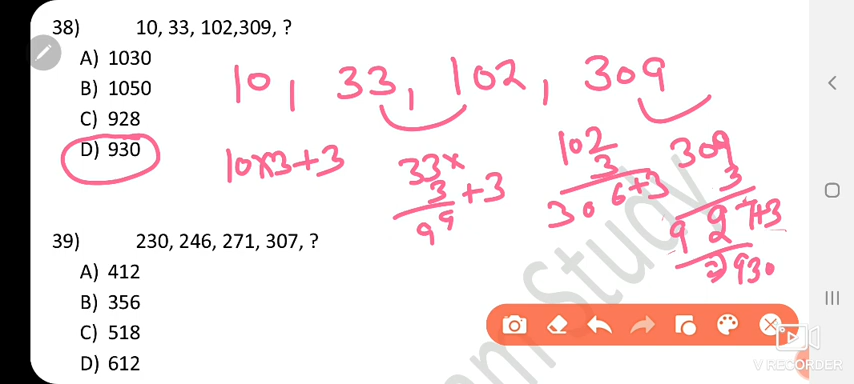 38) 10, 33, 102,309, ?
A) 1030
B) 1050
C) 928
D) 930
10, 33, 102, 309
10×3+3
33×
3+3
99
102
3
306+3
309
3
927+3
930
39) 230, 246, 271, 307, ?
A) 412
B) 356
C) 518
D) 612
m Study
V RECORDER